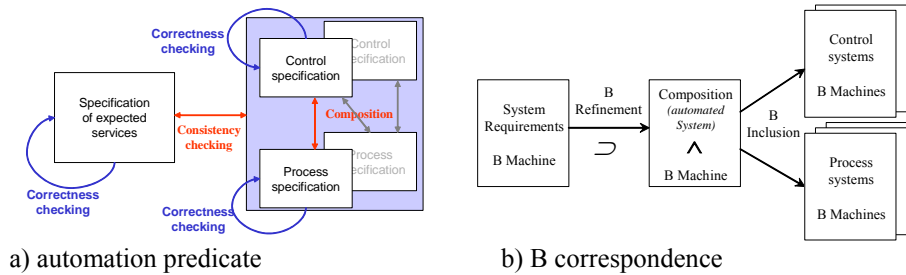 Correctness
checking
Control
specification
Control
specification
Specification
of expected
services
Consistency
checking
Composition
Process
specification
Process
specification
Correctness
checking
Correctness
checking
a) automation predicate
System
Requirements
B Machine
B
Refinement
⊃
Composition
(automated
System)
∧
B Machine
B
Inclusion
Control
systems
B Machines
Process
systems
B Machines
b) B correspondence